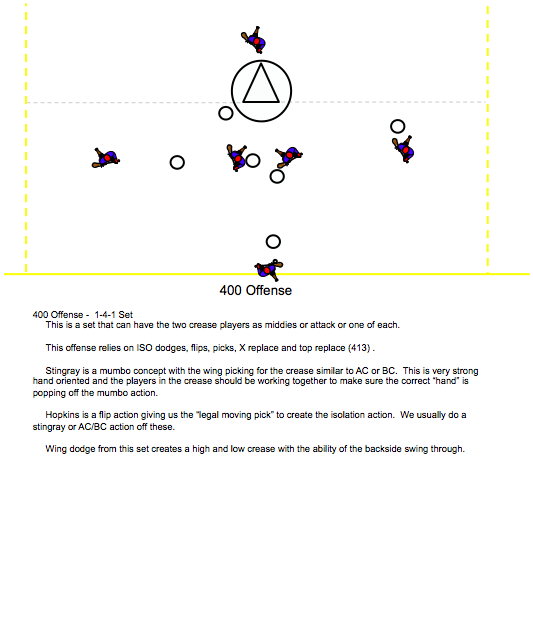 400 Offense
400 Offense -  1-4-1 Set
This is a set that can have the two crease players as middies or attack or one of each.
This offense relies on ISO dodges, flips, picks, X replace and top replace (413) .
Stingray is a mumbo concept with the wing picking for the crease similar to AC or BC.  This is very strong
hand oriented and the players in the crease should be working together to make sure the correct "hand" is
popping off the mumbo action.
Hopkins is a flip action giving us the "legal moving pick" to create the isolation action.  We usually do a
stingray or AC/BC action off these.
Wing dodge from this set creates a high and low crease with the ability of the backside swing through.